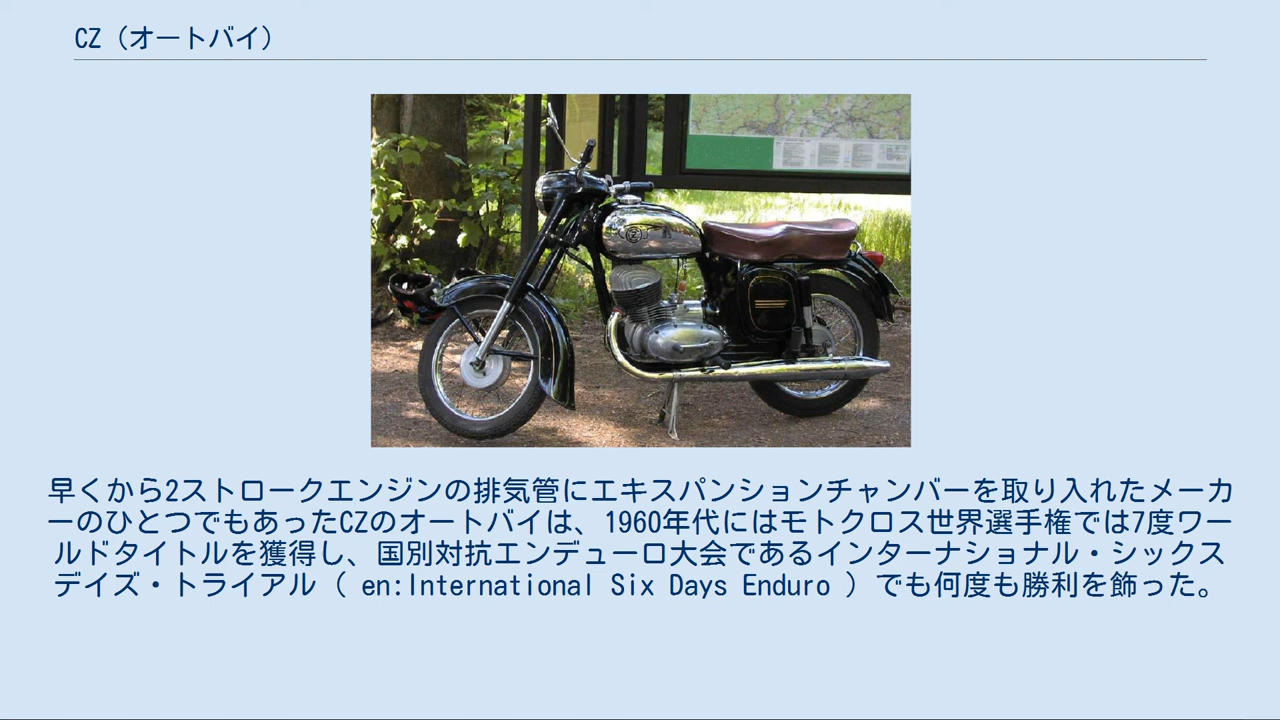 CZ（オートバイ）
CZ
早くから2ストロークエンジンの排気管にエキスパンションチャンバーを取り入れたメーカ
ーのひとつでもあったCZのオートバイは、1960年代にはモトクロス世界選手権では7度ワー
ルドタイトルを獲得し、国別対抗エンデューロ大会であるインターナショナル・シックス
デイズ・トライアル（ en:International Six Days Enduro ）でも何度も勝利を飾った。